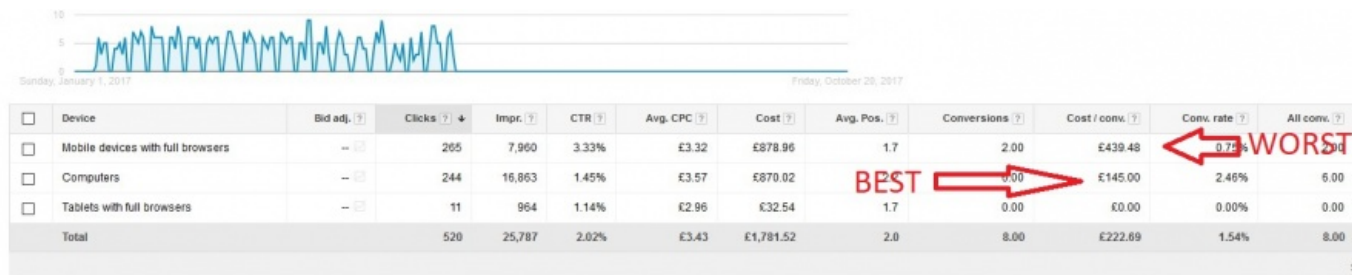 10
5
0
Sunday, January 1, 2017 Friday, October 20, 2017
Device Bid adj. ? Clicks ? ↓ Impr. ? CTR ? Avg. CPC ? Cost ? Avg. Pos. ? Conversions ? Cost / conv. ? Conv. rate ? All conv. ?
Mobile devices with full browsers -- 265 7,960 3.33% £3.32 £878.96 1.7 2.00 £439.48 0.75% WORST
Computers -- 244 16,863 1.45% £3.57 £870.02 BEST £145.00 2.46% 6.00
Tablets with full browsers -- 11 964 1.14% £2.96 £32.54 1.7 0.00 £0.00 0.00% 0.00
Total 520 25,787 2.02% £3.43 £1,781.52 2.0 8.00 £222.69 1.54% 8.00